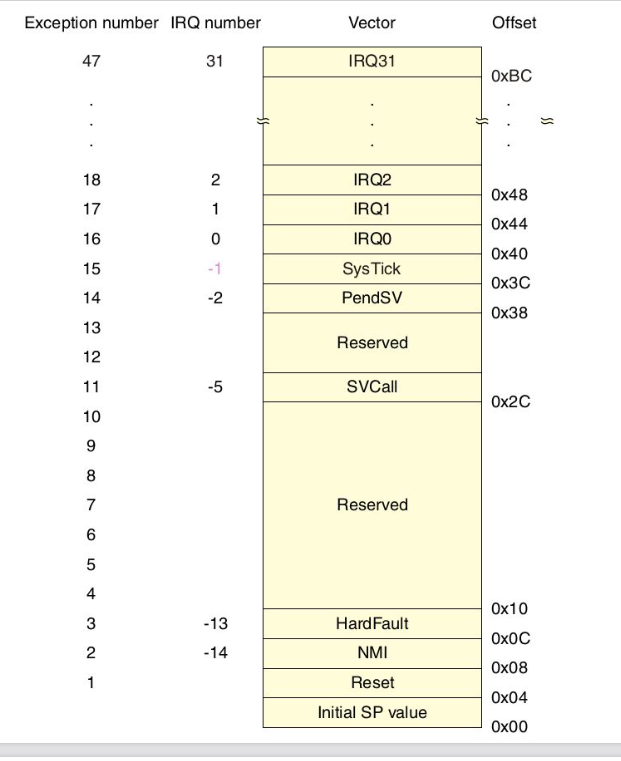 Exception number IRQ number Vector Offset
47 31 IRQ31
0xBC
. . .
. . .
. . .
18 2 IRQ2
0x48
17 1 IRQ1
0x44
16 0 IRQ0
0x40
15 -1 SysTick
0x3C
14 -2 PendSV
0x38
13
Reserved
12
11 -5 SVCall
0x2C
10
9
8
7 Reserved
6
5
4
0x10
3 -13 HardFault
0x0C
2 -14 NMI
0x08
1 Reset
0x04
Initial SP value
0x00